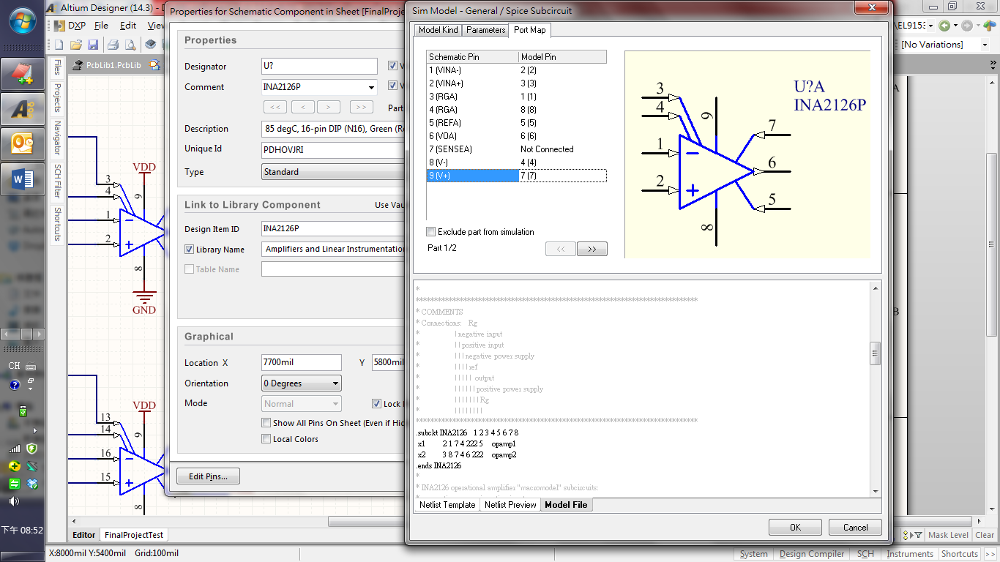 Altium Designer (14.3) - D
DXP File Edit View
PcbLib1.PcbLib
Files
Projects
Navigator
SCH Filter
Shortcuts
3
4
1
2
VDD
9
8
GND
13
14
16
15
VDD
9
8
Editor FinalProjectTest
X:8000mil Y:5400mil Grid:100mil
CH
下午 08:52
Properties for Schematic Component in Sheet [FinalProject
Properties
Designator U?
Comment INA2126P
<< < > >> Part
Description 85 degC, 16-pin DIP (N16), Green (Ro
Unique Id PDHOVJRI
Type Standard
Link to Library Component Use Vau
Design Item ID INA2126P
Library Name Amplifiers and Linear Instrumentation
Table Name
Graphical
Location X 7700mil Y 5800mil
Orientation 0 Degrees
Mode Normal Lock
Show All Pins On Sheet (Even if Hid
Local Colors
Edit Pins...
Sim Model - General / Spice Subcircuit
Model Kind Parameters Port Map
Schematic Pin Model Pin
1 (VINA-) 2 (2)
2 (VINA+) 3 (3)
3 (RGA) 1 (1)
4 (RGA) 8 (8)
5 (REFA) 5 (5)
6 (VOA) 6 (6)
7 (SENSEA) Not Connected
8 (V-) 4 (4)
9 (V+) 7 (7)
Exclude part from simulation
Part 1/2 << >>
U?A
INA2126P
3
4
9
7
1
6
2
5
8
*
******************************************************************************
* COMMENTS
* Connections: Rg
* | negative input
* | | positive input
* | | | negative power supply
* | | | | ref
* | | | | | output
* | | | | | | positive power supply
* | | | | | | | Rg
* | | | | | | | |
******************************************************************************
.subckt INA2126 1 2 3 4 5 6 7 8
x1 2 1 7 4 222 5 opamp1
x2 3 8 7 4 6 222 opamp2
.ends INA2126
*
* INA2126 operational amplifier "macromodel" subcircuits:
Netlist Template Netlist Preview Model File
OK Cancel
EL9153
[No Variations]
A
B
Mask Level Clear
System Design Compiler SCH Instruments Shortcuts >>